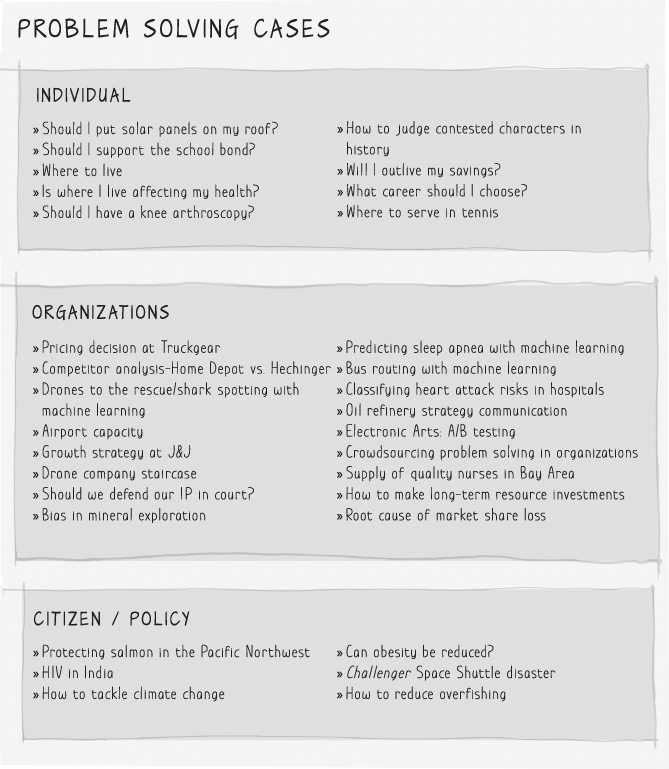 PROBLEM SOLVING CASES
INDIVIDUAL
» Should I put solar panels on my roof?
» Should I support the school bond?
» Where to live
» Is where I live affecting my health?
» Should I have a knee arthroscopy?
» How to judge contested characters in
history
» Will I outlive my savings?
» What career should I choose?
» Where to serve in tennis
ORGANIZATIONS
» Pricing decision at Truckgear
» Competitor analysis-Home Depot vs. Hechinger
» Drones to the rescue/shark spotting with
machine learning
» Airport capacity
» Growth strategy at J&J
» Drone company staircase
» Should we defend our IP in court?
» Bias in mineral exploration
» Predicting sleep apnea with machine learning
» Bus routing with machine learning
» Classifying heart attack risks in hospitals
» Oil refinery strategy communication
» Electronic Arts: A/B testing
» Crowdsourcing problem solving in organizations
» Supply of quality nurses in Bay Area
» How to make long-term resource investments
» Root cause of market share loss
CITIZEN / POLICY
» Protecting salmon in the Pacific Northwest
» HIV in India
» How to tackle climate change
» Can obesity be reduced?
» Challenger Space Shuttle disaster
» How to reduce overfishing